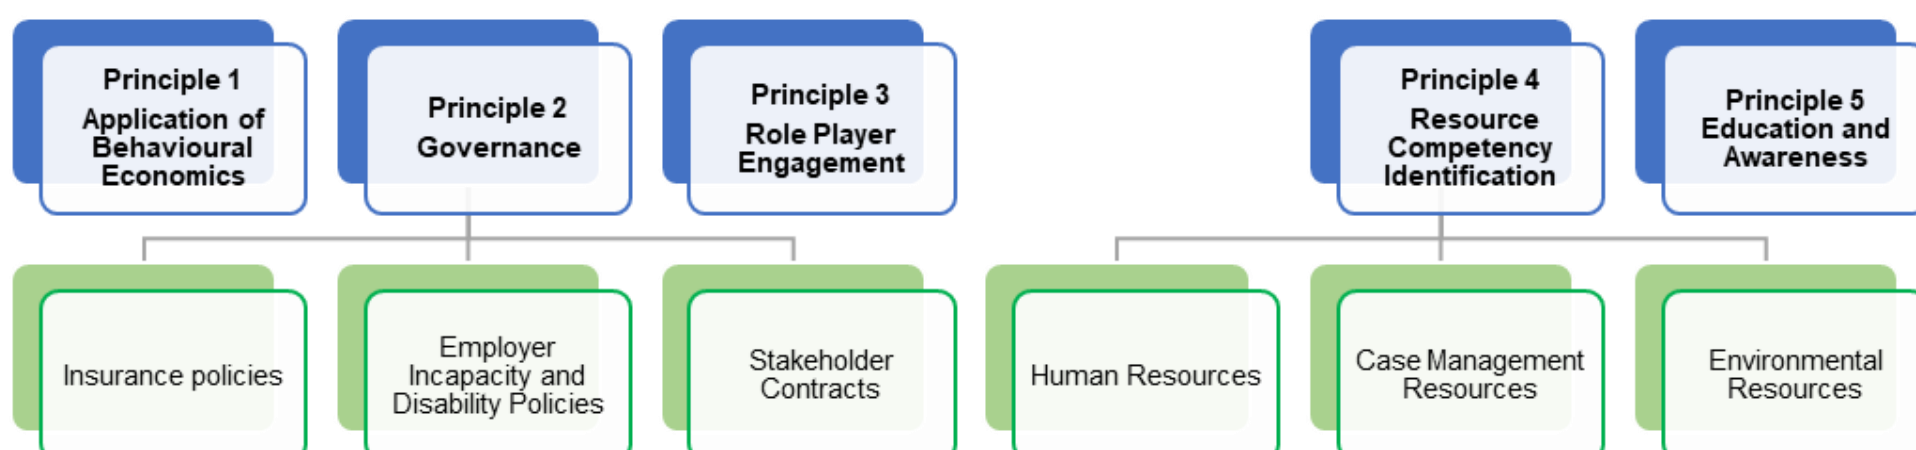 Principle 1
Application of
Behavioural
Economics
Principle 2
Governance
Principle 3
Role Player
Engagement
Principle 4
Resource
Competency
Identification
Principle 5
Education and
Awareness
Insurance policies
Employer
Incapacity and
Disability Policies
Stakeholder
Contracts
Human Resources
Case Management
Resources
Environmental
Resources